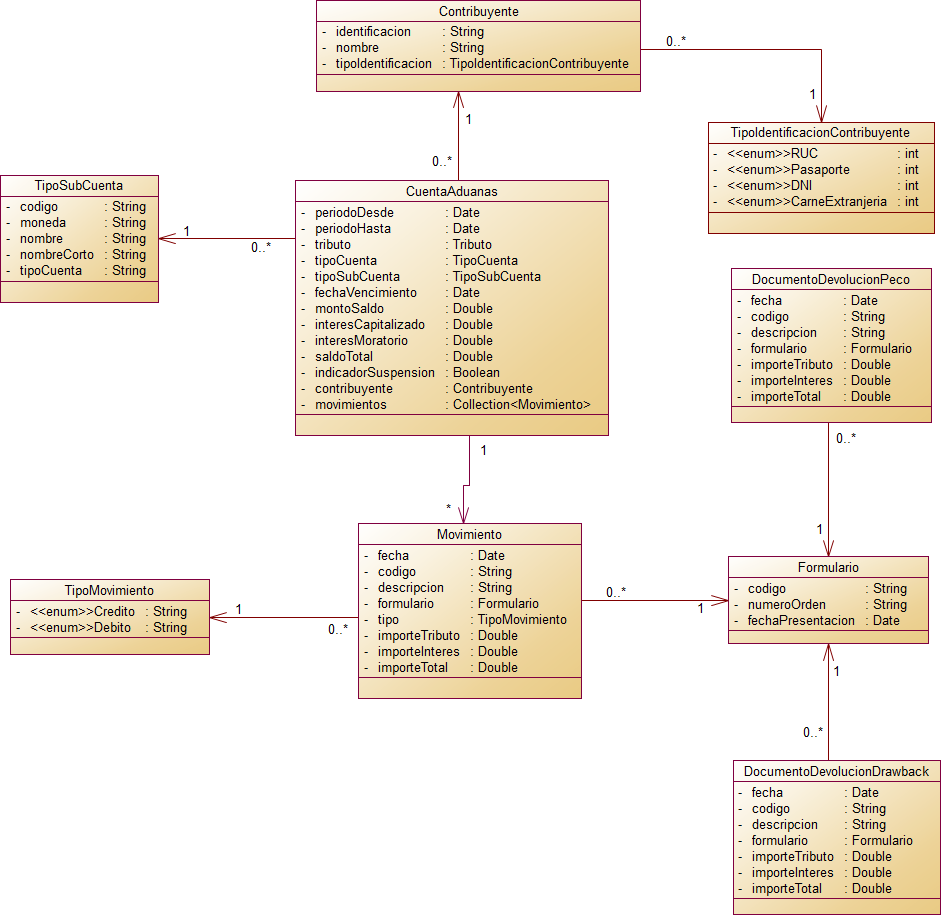 Contribuyente
- identificacion : String
- nombre : String
- tipoIdentificacion : TipoIdentificacionContribuyente
0..*
1
TipoIdentificacionContribuyente
- <<enum>>RUC : int
- <<enum>>Pasaporte : int
- <<enum>>DNI : int
- <<enum>>CarneExtranjeria : int
1
0..*
TipoSubCuenta
- codigo : String
- moneda : String
- nombre : String
- nombreCorto : String
- tipoCuenta : String
1
0..*
CuentaAduanas
- periodoDesde : Date
- periodoHasta : Date
- tributo : Tributo
- tipoCuenta : TipoCuenta
- tipoSubCuenta : TipoSubCuenta
- fechaVencimiento : Date
- montoSaldo : Double
- interesCapitalizado : Double
- interesMoratorio : Double
- saldoTotal : Double
- indicadorSuspension : Boolean
- contribuyente : Contribuyente
- movimientos : Collection<Movimiento>
DocumentoDevolucionPeco
- fecha : Date
- codigo : String
- descripcion : String
- formulario : Formulario
- importeTributo : Double
- importeInteres : Double
- importeTotal : Double
0..*
1
1
*
Movimiento
- fecha : Date
- codigo : String
- descripcion : String
- formulario : Formulario
- tipo : TipoMovimiento
- importeTributo : Double
- importeInteres : Double
- importeTotal : Double
TipoMovimiento
- <<enum>>Credito : String
- <<enum>>Debito : String
1
0..*
0..*
1
Formulario
- codigo : String
- numeroOrden : String
- fechaPresentacion : Date
1
0..*
DocumentoDevolucionDrawback
- fecha : Date
- codigo : String
- descripcion : String
- formulario : Formulario
- importeTributo : Double
- importeInteres : Double
- importeTotal : Double